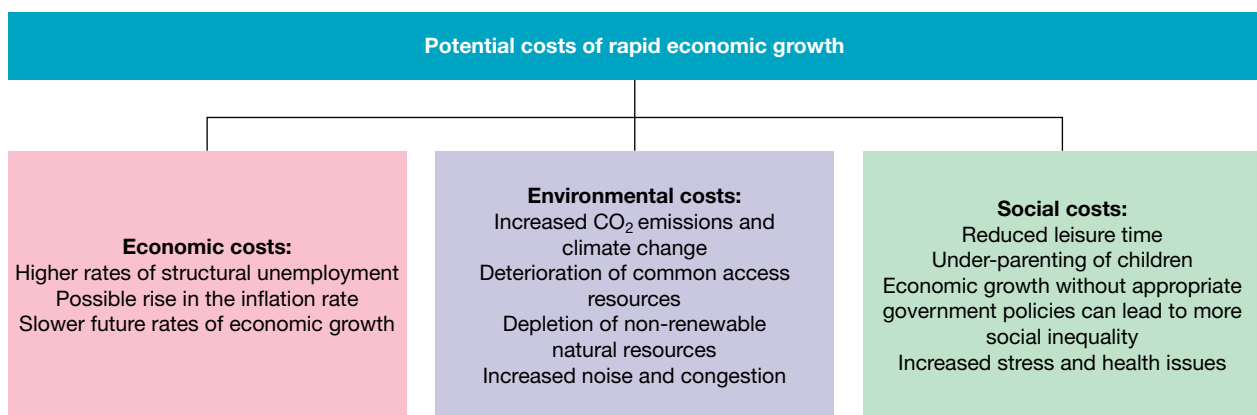 Potential costs of rapid economic growth
Economic costs:
Higher rates of structural unemployment
Possible rise in the inflation rate
Slower future rates of economic growth
Environmental costs:
Increased CO₂ emissions and
climate change
Deterioration of common access
resources
Depletion of non-renewable
natural resources
Increased noise and congestion
Social costs:
Reduced leisure time
Under-parenting of children
Economic growth without appropriate
government policies can lead to more
social inequality
Increased stress and health issues